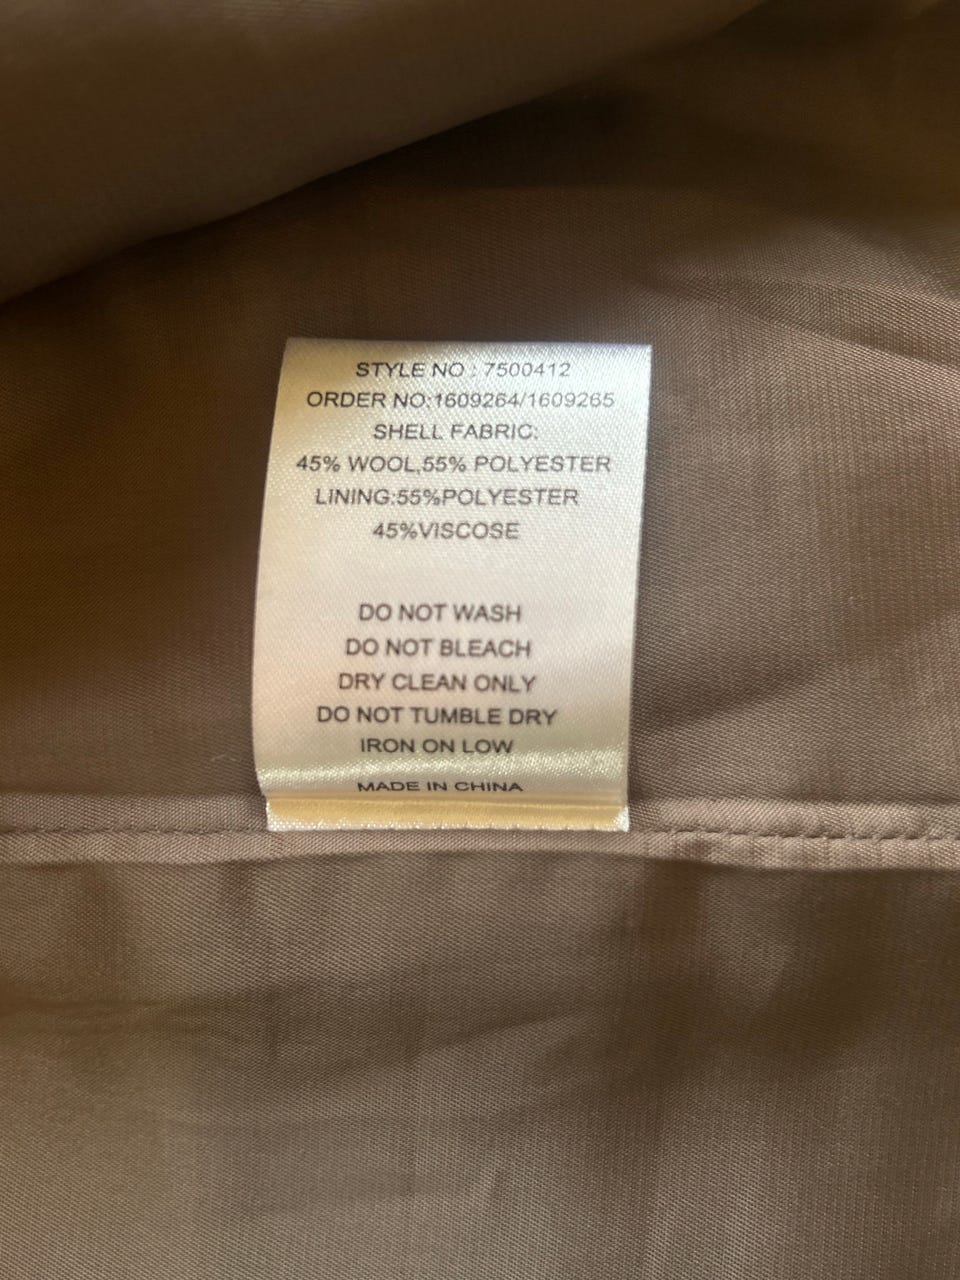 STYLE NO : 7500412
ORDER NO:1609264/1609265
SHELL FABRIC:
45% WOOL,55% POLYESTER
LINING:55%POLYESTER
45%VISCOSE
DO NOT WASH
DO NOT BLEACH
DRY CLEAN ONLY
DO NOT TUMBLE DRY
IRON ON LOW
MADE IN CHINA